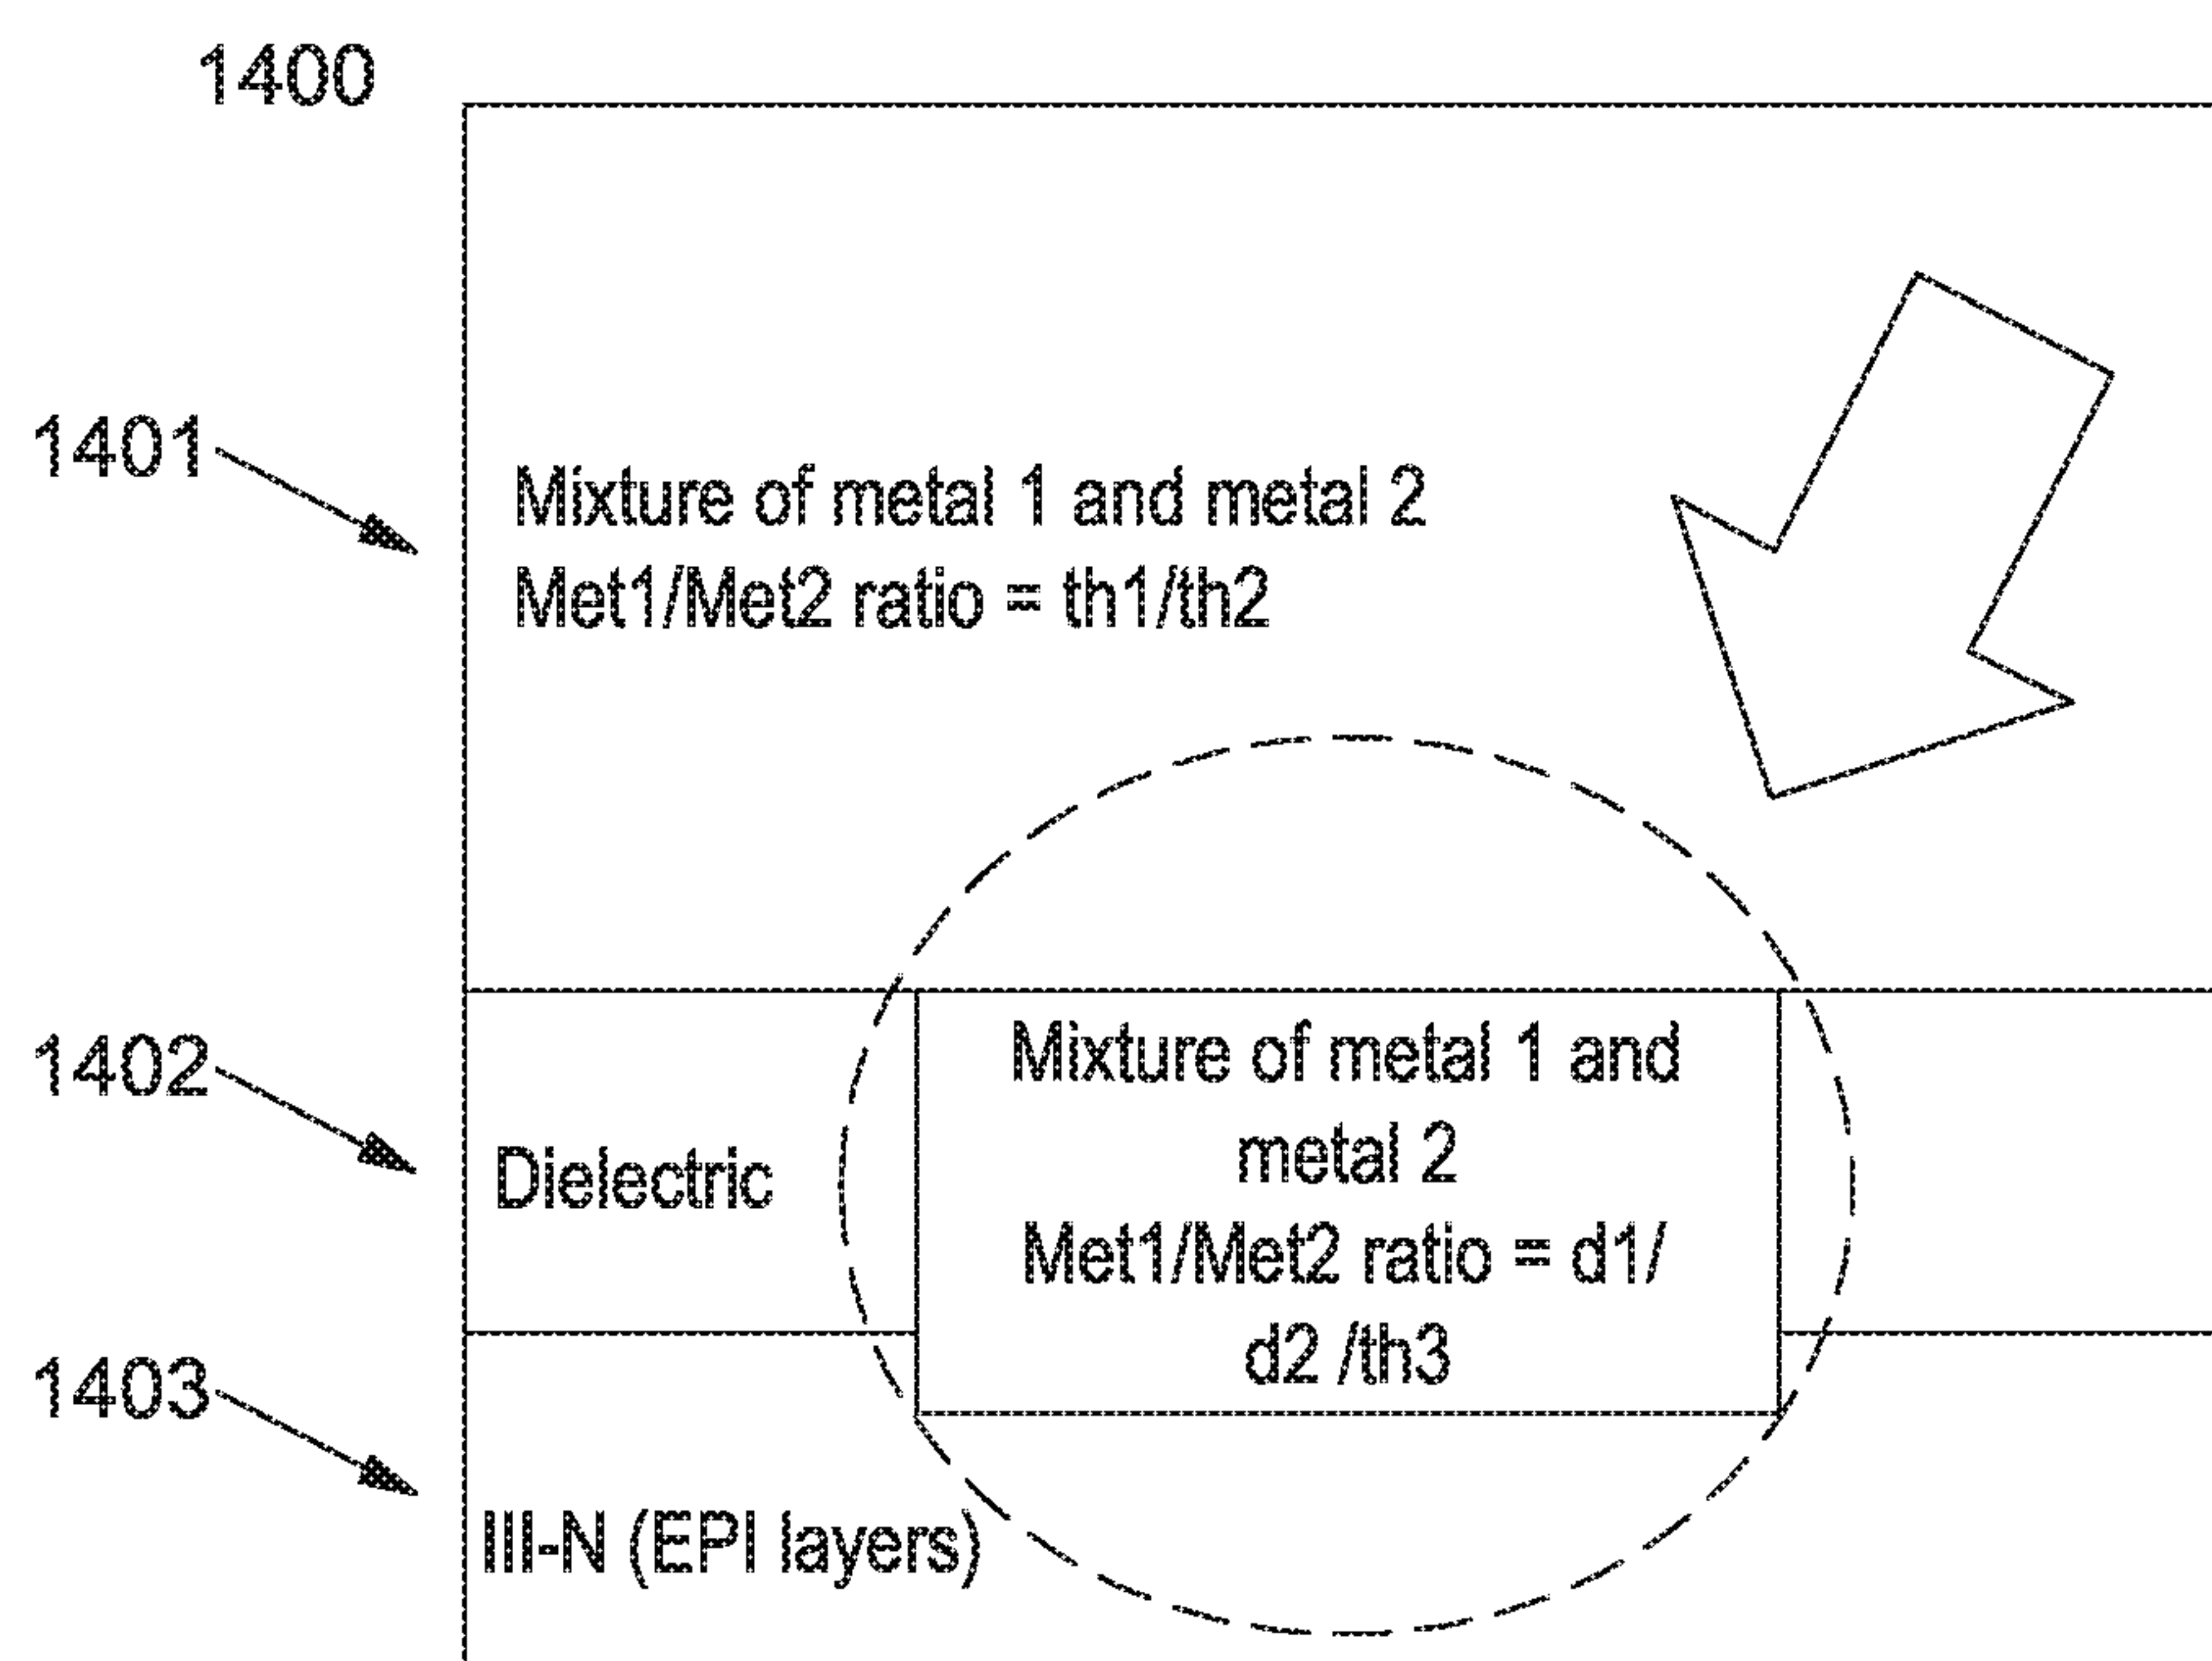 1400
1401
Mixture of metal 1 and metal 2
Met1/Met2 ratio = th1/th2
1402
Dielectric
Mixture of metal 1 and
metal 2
Met1/Met2 ratio = d1/
d2 /th3
1403
III-N (EPI layers)